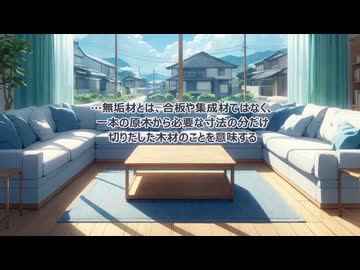 …無垢材とは、合板や集成材ではなく、
一本の原木から必要な寸法の分だけ
切りだした木材のことを意味する